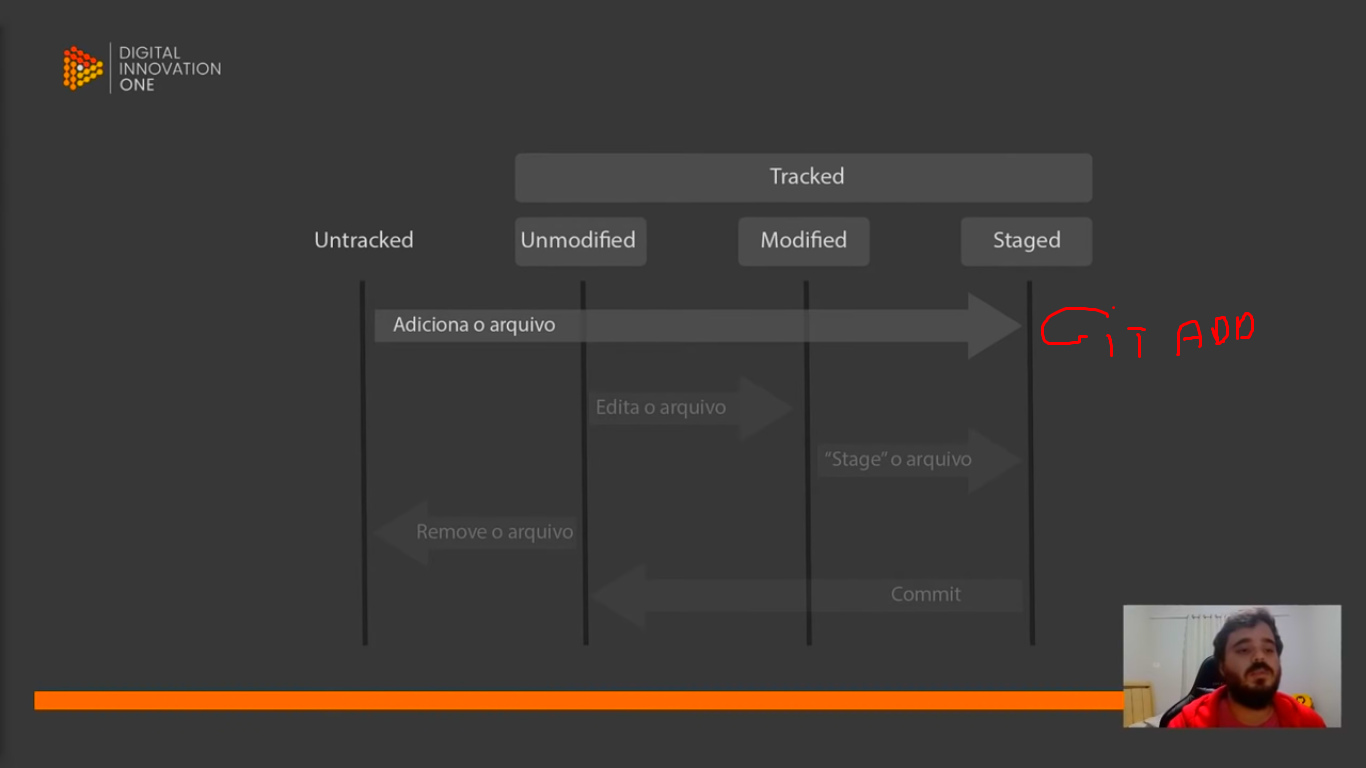 DIGITAL
INNOVATION
ONE
Tracked
Untracked
Unmodified
Modified
Staged
Adiciona o arquivo
GIT ADD
Edita o arquivo
“Stage” o arquivo
Remove o arquivo
Commit